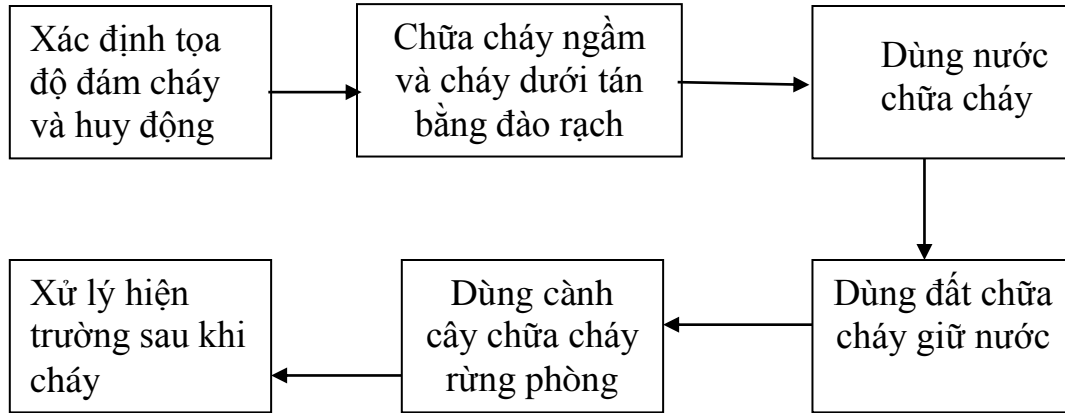 Xác định tọa
độ đám cháy
và huy động
Chữa cháy ngầm
và cháy dưới tán
bằng đào rạch
Dùng nước
chữa cháy
Dùng đất chữa
cháy giữ nước
Dùng cành
cây chữa cháy
rừng phòng
Xử lý hiện
trường sau khi
cháy